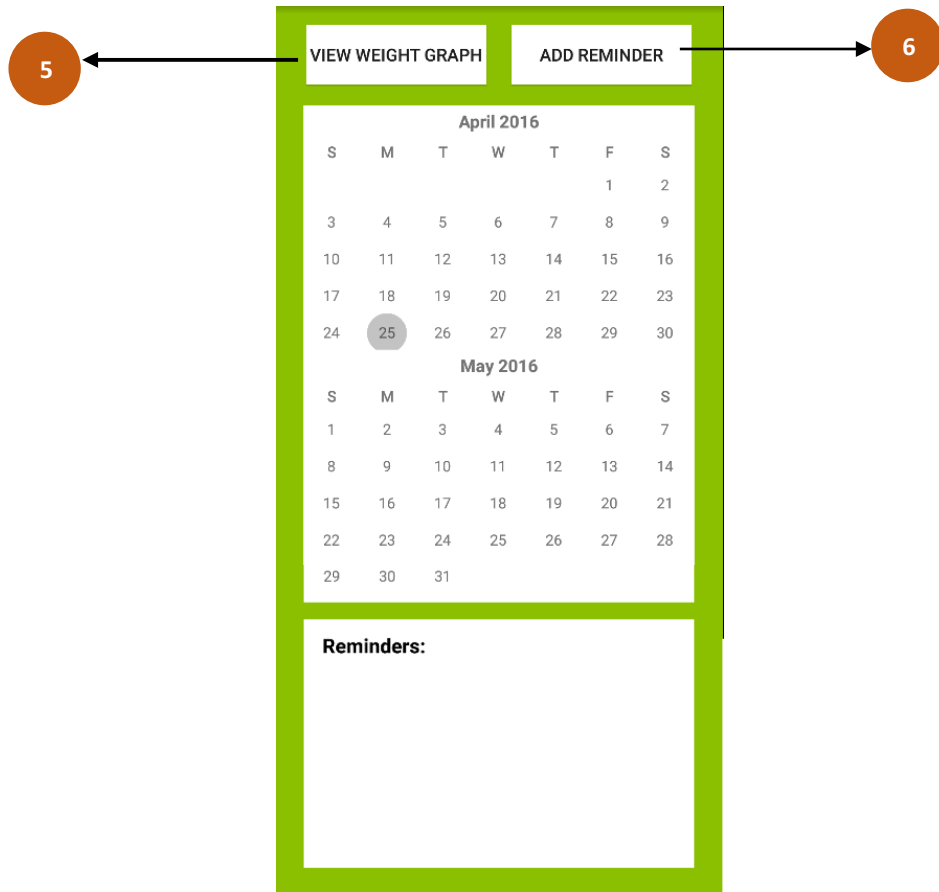 5 VIEW WEIGHT GRAPH ADD REMINDER 6
April 2016
S M T W T F S
1 2
3 4 5 6 7 8 9
10 11 12 13 14 15 16
17 18 19 20 21 22 23
24 25 26 27 28 29 30
May 2016
S M T W T F S
1 2 3 4 5 6 7
8 9 10 11 12 13 14
15 16 17 18 19 20 21
22 23 24 25 26 27 28
29 30 31
Reminders: